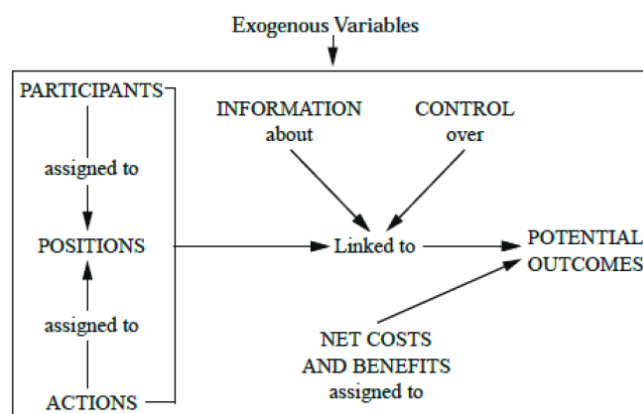 Exogenous Variables
PARTICIPANTS
INFORMATION
about
CONTROL
over
assigned to
POSITIONS
Linked to
POTENTIAL
OUTCOMES
assigned to
NET COSTS
AND BENEFITS
assigned to
ACTIONS